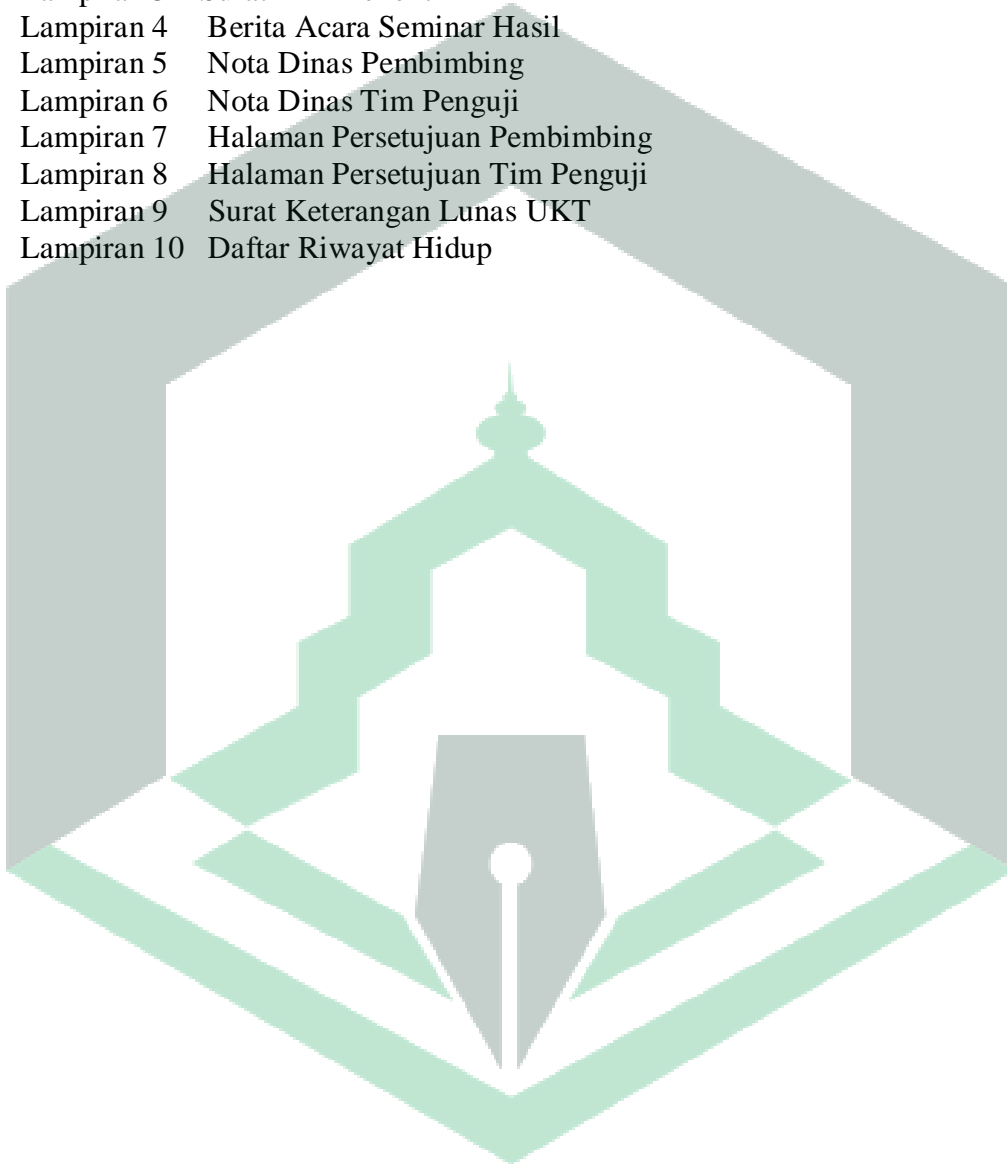 Lampiran 4 Berita Acara Seminar Hasil
Lampiran 5 Nota Dinas Pembimbing
Lampiran 6 Nota Dinas Tim Penguji
Lampiran 7 Halaman Persetujuan Pembimbing
Lampiran 8 Halaman Persetujuan Tim Penguji
Lampiran 9 Surat Keterangan Lunas UKT
Lampiran 10 Daftar Riwayat Hidup